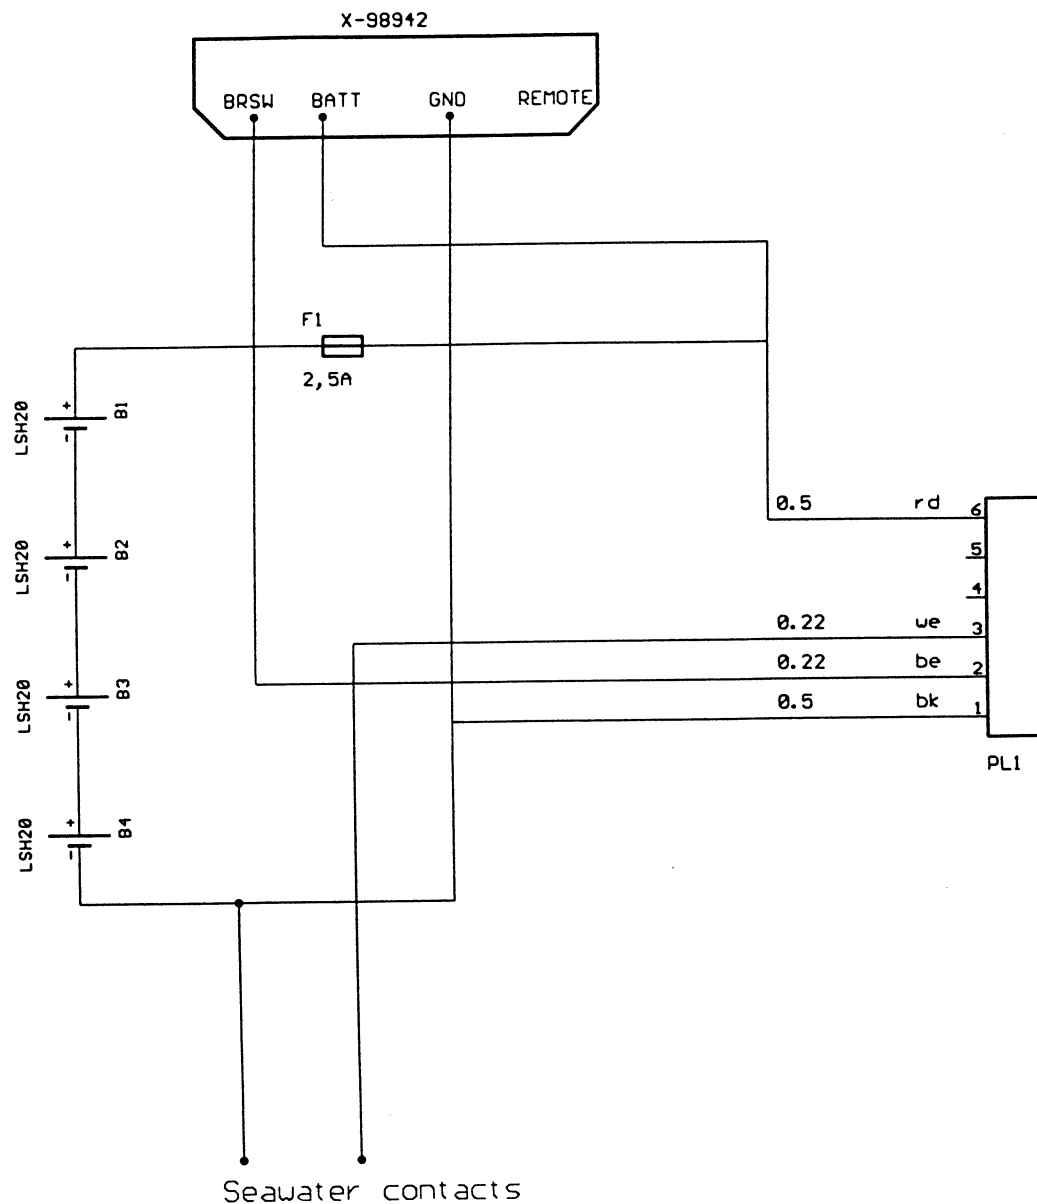 X-98942
BRSW BATT GND REMOTE
F1
2,5A
LSH20 + - B1
LSH20 + - B2
LSH20 + - B3
LSH20 + - B4
0.5 rd 6
5
4
0.22 we 3
0.22 be 2
0.5 bk 1
PL1
Seawater contacts